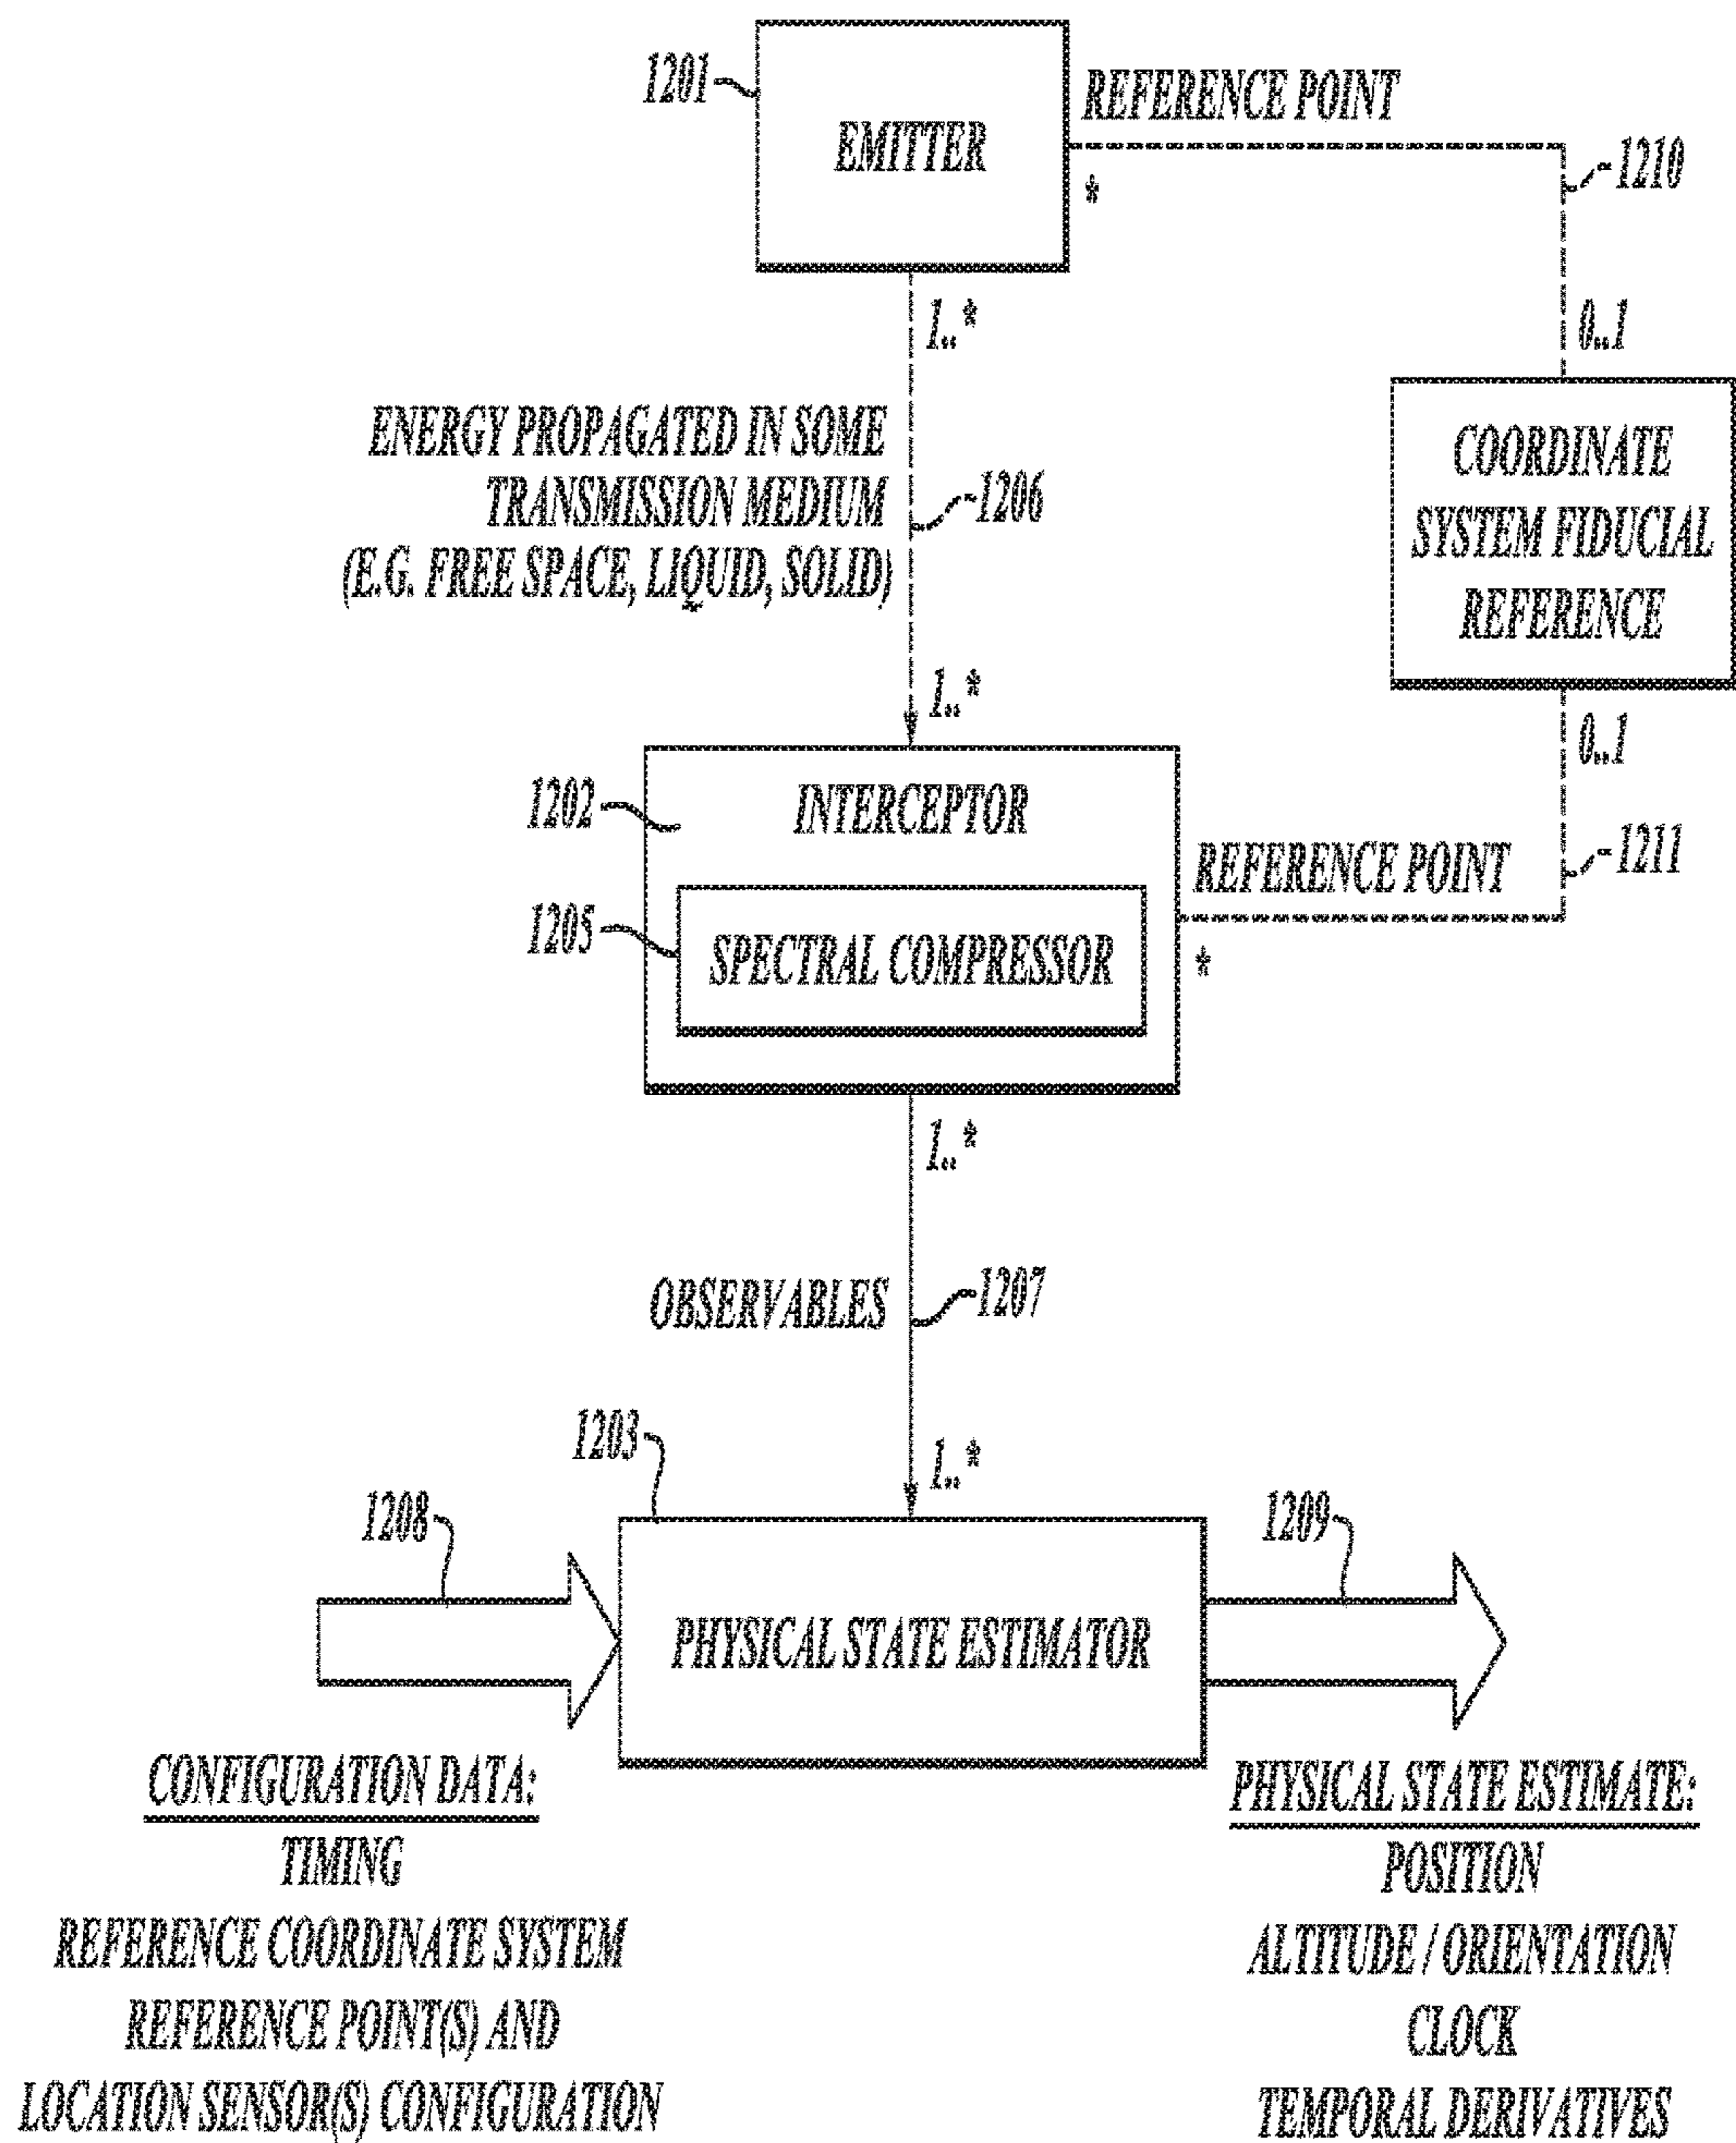 1201
EMITTER
REFERENCE POINT
*
1210
1..*
0..1
ENERGY PROPAGATED IN SOME
TRANSMISSION MEDIUM
(E.G. FREE SPACE, LIQUID, SOLID)
1206
COORDINATE
SYSTEM FIDUCIAL
REFERENCE
1..*
0..1
1202
INTERCEPTOR
REFERENCE POINT
*
1211
1205
SPECTRAL COMPRESSOR
1..*
OBSERVABLES
1207
1203
1..*
1208
1209
PHYSICAL STATE ESTIMATOR
CONFIGURATION DATA:
TIMING
REFERENCE COORDINATE SYSTEM
REFERENCE POINT(S) AND
LOCATION SENSOR(S) CONFIGURATION
PHYSICAL STATE ESTIMATE:
POSITION
ALTITUDE / ORIENTATION
CLOCK
TEMPORAL DERIVATIVES